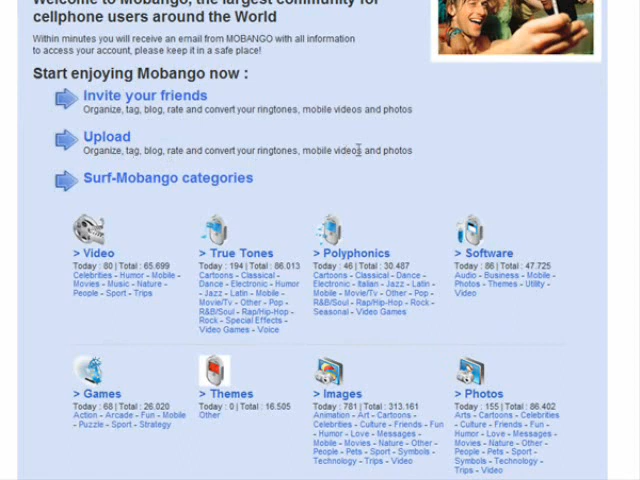 Welcome to Mobango, the largest community for
cellphone users around the World
Within minutes you will receive an email from MOBANGO with all information
to access your account, please keep it in a safe place!
Start enjoying Mobango now :
Invite your friends
Organize, tag, blog, rate and convert your ringtones, mobile videos and photos
Upload
Organize, tag, blog, rate and convert your ringtones, mobile videos and photos
Surf-Mobango categories
> Video
Today : 80 | Total : 65.699
Celebrities - Humor - Mobile -
Movies - Music - Nature -
People - Sport - Trips
> True Tones
Today : 194 | Total : 86.013
Cartoons - Classical -
Dance - Electronic - Humor
- Jazz - Latin - Mobile -
Movie/Tv - Other - Pop -
R&B/Soul - Rap/Hip-Hop -
Rock - Special Effects -
Video Games - Voice
> Polyphonics
Today : 46 | Total : 30.487
Cartoons - Classical - Dance -
Electronic - Italian - Jazz - Latin -
Mobile - Movie/Tv - Other - Pop -
R&B/Soul - Rap/Hip-Hop - Rock -
Seasonal - Video Games
> Software
Today : 86 | Total : 47.725
Audio - Business - Mobile -
Photos - Themes - Utility -
Video
> Games
Today : 68 | Total : 26.020
Action - Arcade - Fun - Mobile
- Puzzle - Sport - Strategy
> Themes
Today : 0 | Total : 16.505
Other
> Images
Today : 781 | Total : 313.161
Animation - Art - Cartoons -
Celebrities - Culture - Friends - Fun
- Humor - Love - Messages -
Mobile - Movies - Nature - Other -
People - Pets - Sport - Symbols -
Technology - Trips - Video
> Photos
Today : 155 | Total : 86.402
Arts - Cartoons - Celebrities
- Culture - Friends - Fun -
Humor - Love - Messages -
Movies - Nature - Other -
People - Pets - Sport -
Symbols - Technology -
Trips - Video